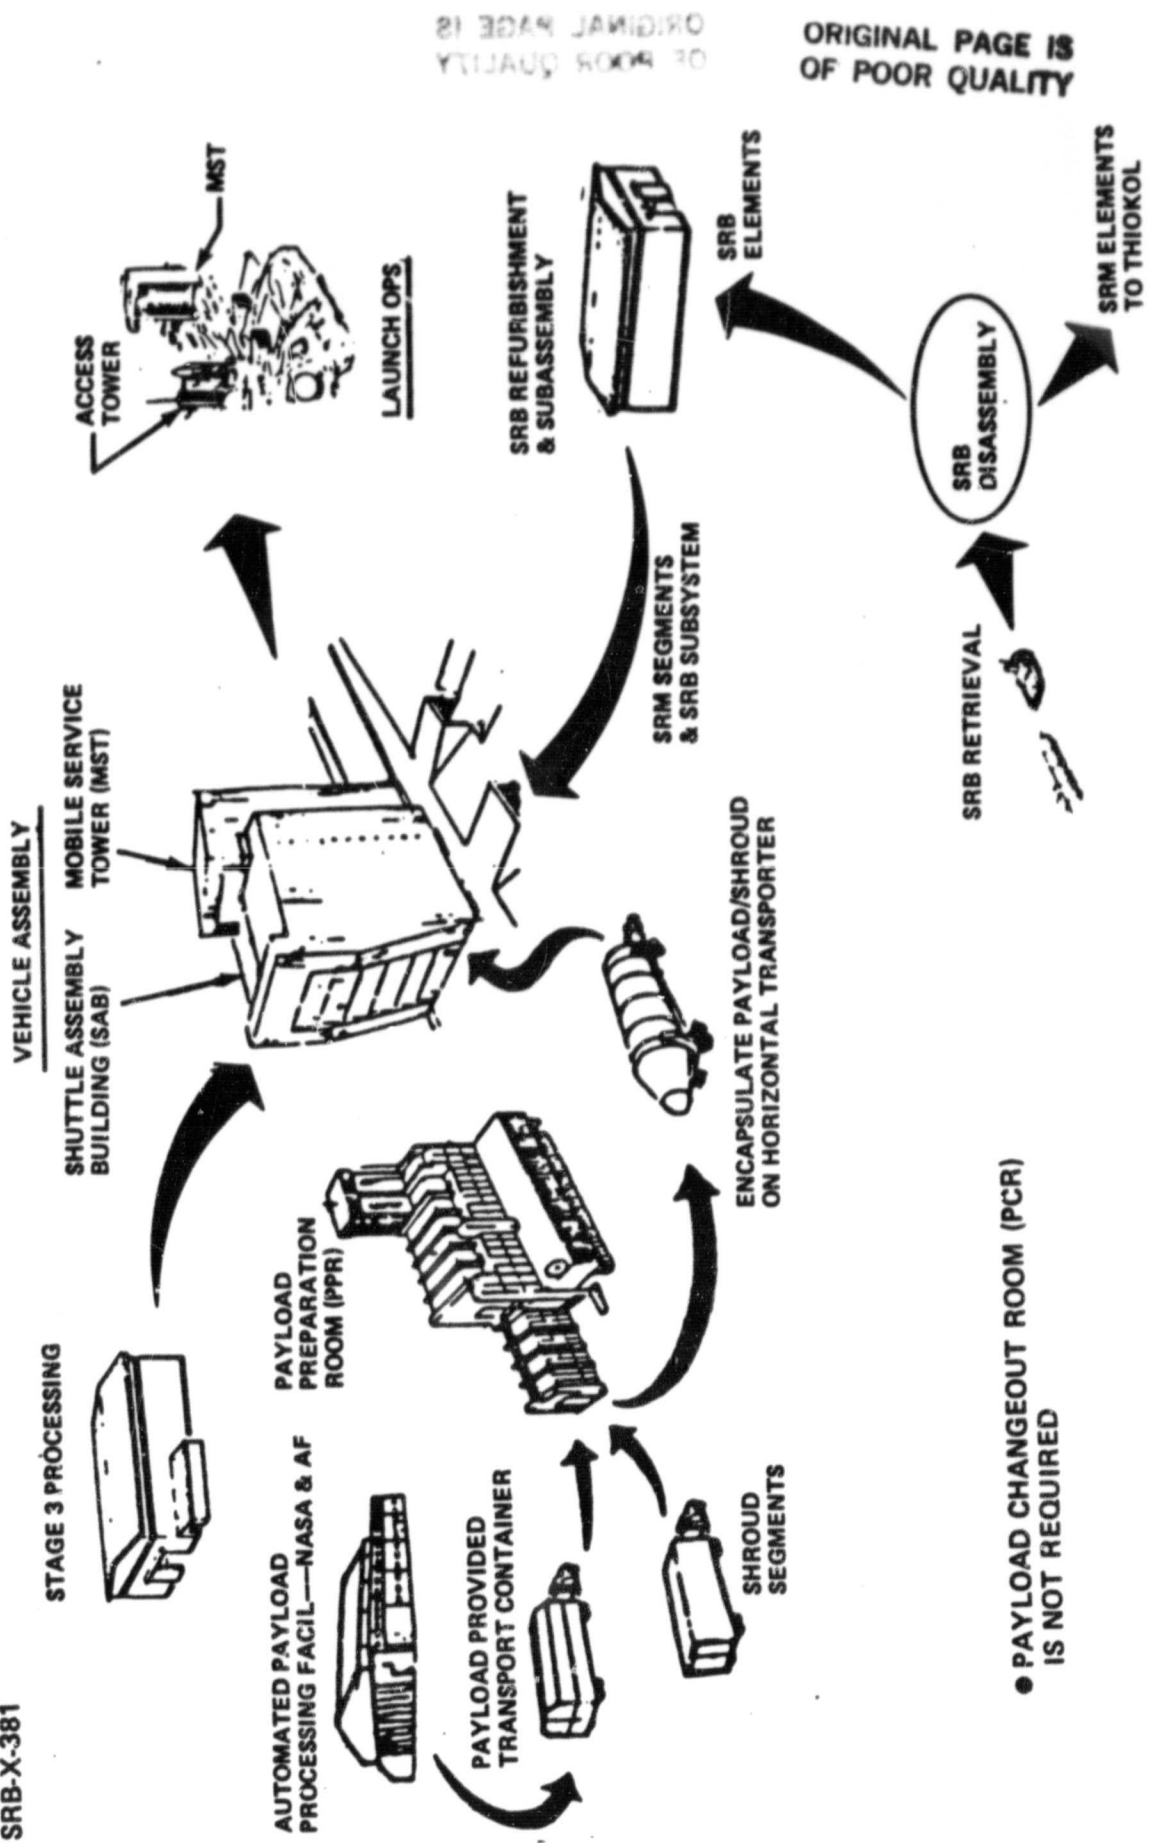 ORIGINAL PAGE IS
OF POOR QUALITY
ORIGINAL PAGE IS
OF POOR QUALITY
SRB-X-381
VEHICLE ASSEMBLY
STAGE 3 PROCESSING
SHUTTLE ASSEMBLY
BUILDING (SAB)
MOBILE SERVICE
TOWER (MST)
ACCESS
TOWER
MST
LAUNCH OPS
AUTOMATED PAYLOAD
PROCESSING FACIL—NASA & AF
PAYLOAD
PREPARATION
ROOM (PPR)
PAYLOAD PROVIDED
TRANSPORT CONTAINER
SHROUD
SEGMENTS
ENCAPSULATE PAYLOAD/SHROUD
ON HORIZONTAL TRANSPORTER
SRM SEGMENTS
& SRB SUBSYSTEM
SRB REFURBISHMENT
& SUBASSEMBLY
SRB
ELEMENTS
SRB RETRIEVAL
SRB
DISASSEMBLY
SRM ELEMENTS
TO THIOKOL
● PAYLOAD CHANGEOUT ROOM (PCR)
IS NOT REQUIRED